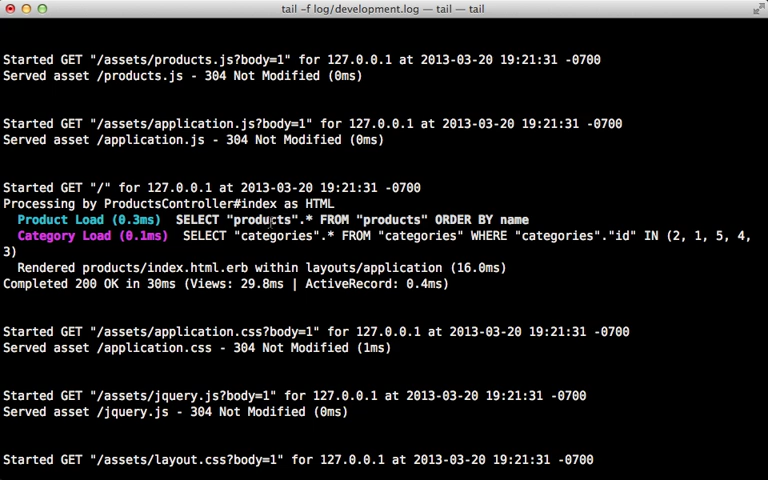 tail -f log/development.log — tail — tail
Started GET "/assets/products.js?body=1" for 127.0.0.1 at 2013-03-20 19:21:31 -0700
Served asset /products.js - 304 Not Modified (0ms)
Started GET "/assets/application.js?body=1" for 127.0.0.1 at 2013-03-20 19:21:31 -0700
Served asset /application.js - 304 Not Modified (0ms)
Started GET "/" for 127.0.0.1 at 2013-03-20 19:21:31 -0700
Processing by ProductsController#index as HTML
Product Load (0.3ms)  SELECT "products".* FROM "products" ORDER BY name
Category Load (0.1ms)  SELECT "categories".* FROM "categories" WHERE "categories"."id" IN (2, 1, 5, 4,
3)
Rendered products/index.html.erb within layouts/application (16.0ms)
Completed 200 OK in 30ms (Views: 29.8ms | ActiveRecord: 0.4ms)
Started GET "/assets/application.css?body=1" for 127.0.0.1 at 2013-03-20 19:21:31 -0700
Served asset /application.css - 304 Not Modified (1ms)
Started GET "/assets/jquery.js?body=1" for 127.0.0.1 at 2013-03-20 19:21:31 -0700
Served asset /jquery.js - 304 Not Modified (0ms)
Started GET "/assets/layout.css?body=1" for 127.0.0.1 at 2013-03-20 19:21:31 -0700